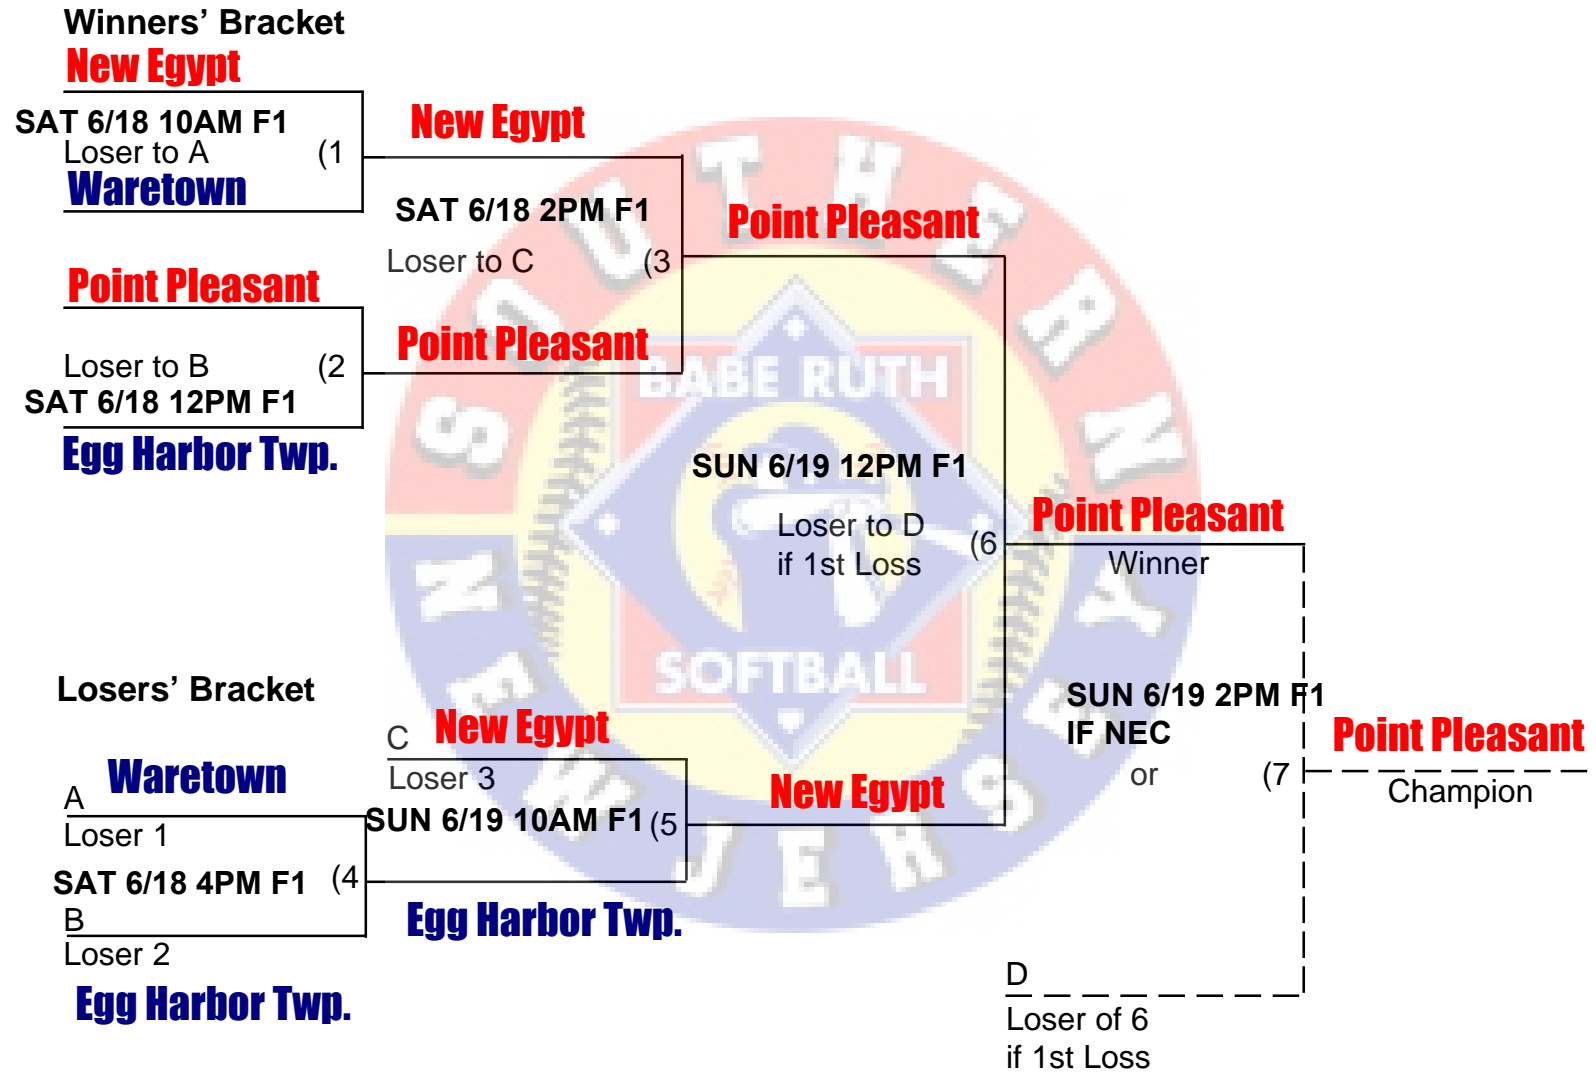 Winners’ Bracket
New Egypt
SAT 6/18 10AM F1
Loser to A (1
Waretown
New Egypt
SAT 6/18 2PM F1
Loser to C (3
Point Pleasant
Point Pleasant
Loser to B (2
SAT 6/18 12PM F1
Egg Harbor Twp.
Point Pleasant
SUN 6/19 12PM F1
Loser to D
if 1st Loss (6
Point Pleasant
Winner
SOUTHERN
NEW JERSEY
BABE RUTH
SOFTBALL
Losers’ Bracket
Waretown
A
Loser 1
SAT 6/18 4PM F1 (4
B
Loser 2
Egg Harbor Twp.
C New Egypt
Loser 3
SUN 6/19 10AM F1 (5
Egg Harbor Twp.
New Egypt
SUN 6/19 2PM F1
IF NEC
or (7
Point Pleasant
Champion
D
Loser of 6
if 1st Loss